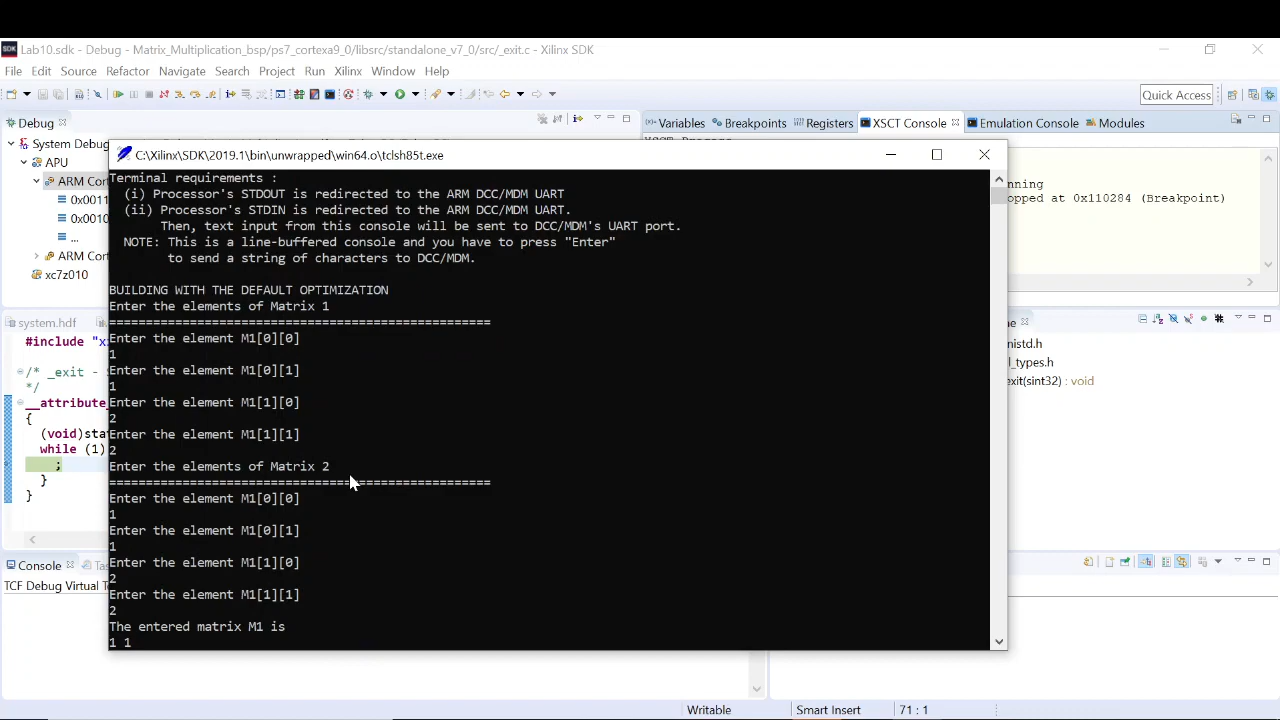 Lab10.sdk - Debug - Matrix_Multiplication_bsp/ps7_cortexa9_0/libsrc/standalone_v7_0/src/_exit.c - Xilinx SDK
File Edit Source Refactor Navigate Search Project Run Xilinx Window Help
Quick Access
Debug
Variables Breakpoints Registers XSCT Console Emulation Console Modules
System Debug
APU
ARM Cor
0x0011
0x0010
...
ARM Cor
xc7z010
nning
opped at 0x110284 (Breakpoint)
C:\Xilinx\SDK\2019.1\bin\unwrapped\win64.o\tclsh85t.exe
Terminal requirements :
(i) Processor's STDOUT is redirected to the ARM DCC/MDM UART
(ii) Processor's STDIN is redirected to the ARM DCC/MDM UART.
Then, text input from this console will be sent to DCC/MDM's UART port.
NOTE: This is a line-buffered console and you have to press "Enter"
to send a string of characters to DCC/MDM.
BUILDING WITH THE DEFAULT OPTIMIZATION
Enter the elements of Matrix 1
====================================================
Enter the element M1[0][0]
1
Enter the element M1[0][1]
1
Enter the element M1[1][0]
2
Enter the element M1[1][1]
2
Enter the elements of Matrix 2
====================================================
Enter the element M1[0][0]
1
Enter the element M1[0][1]
1
Enter the element M1[1][0]
2
Enter the element M1[1][1]
2
The entered matrix M1 is
1 1
system.hdf
#include "xi
/* _exit -
*/
__attribute_
{
(void)stat
while (1)
;
}
}
ne
nistd.h
l_types.h
exit(sint32) : void
Console Tas
TCF Debug Virtual T
Writable Smart Insert 71 : 1